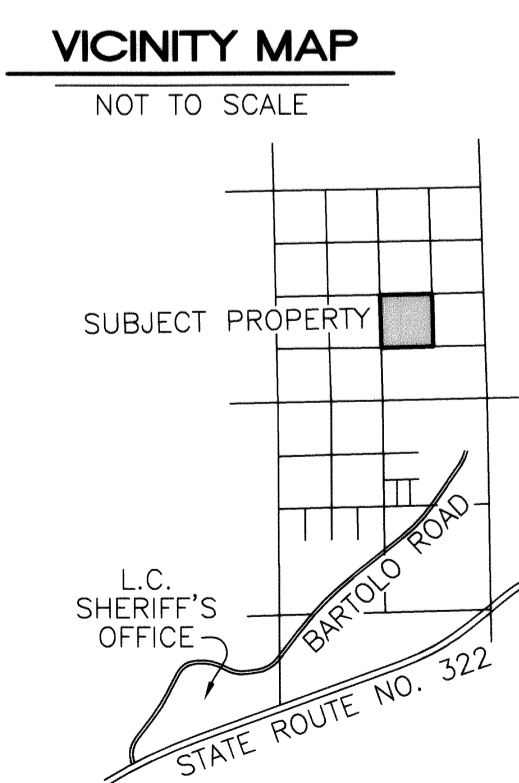 VICINITY MAP
NOT TO SCALE
SUBJECT PROPERTY
BARTOLO ROAD
L.C.
SHERIFF'S
OFFICE
STATE ROUTE NO. 322